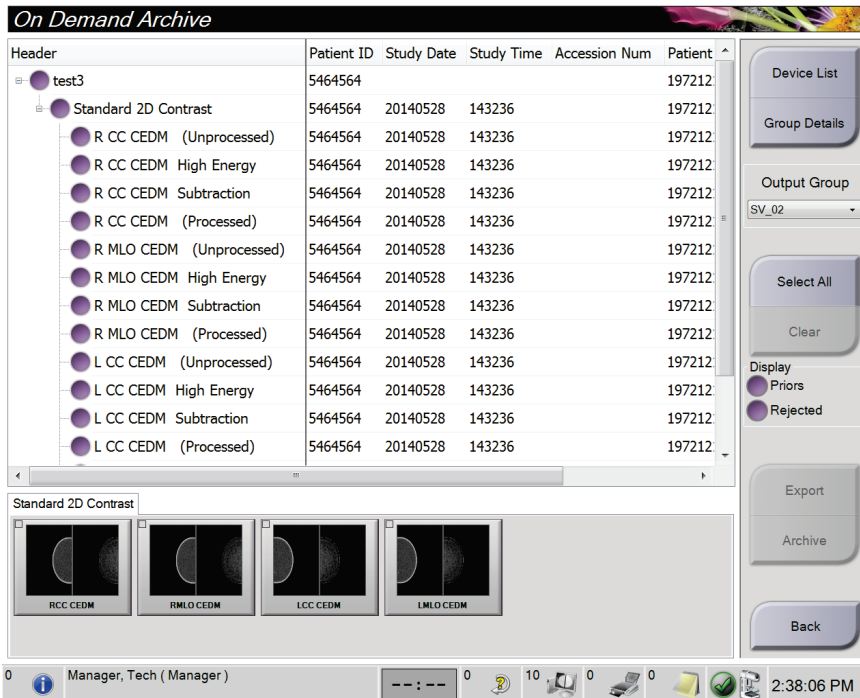 On Demand Archive
Header Patient ID Study Date Study Time Accession Num Patient
test3 5464564 197212
Standard 2D Contrast 5464564 20140528 143236 197212
R CC CEDM (Unprocessed) 5464564 20140528 143236 197212
R CC CEDM High Energy 5464564 20140528 143236 197212
R CC CEDM Subtraction 5464564 20140528 143236 197212
R CC CEDM (Processed) 5464564 20140528 143236 197212
R MLO CEDM (Unprocessed) 5464564 20140528 143236 197212
R MLO CEDM High Energy 5464564 20140528 143236 197212
R MLO CEDM Subtraction 5464564 20140528 143236 197212
R MLO CEDM (Processed) 5464564 20140528 143236 197212
L CC CEDM (Unprocessed) 5464564 20140528 143236 197212
L CC CEDM High Energy 5464564 20140528 143236 197212
L CC CEDM Subtraction 5464564 20140528 143236 197212
L CC CEDM (Processed) 5464564 20140528 143236 197212
Device List
Group Details
Output Group
SV_02
Select All
Clear
Display
Priors
Rejected
Export
Archive
Back
Standard 2D Contrast
RCC CEDM RMLO CEDM LCC CEDM LMLO CEDM
0 Manager, Tech ( Manager ) --:-- 0 10 0 0 2:38:06 PM